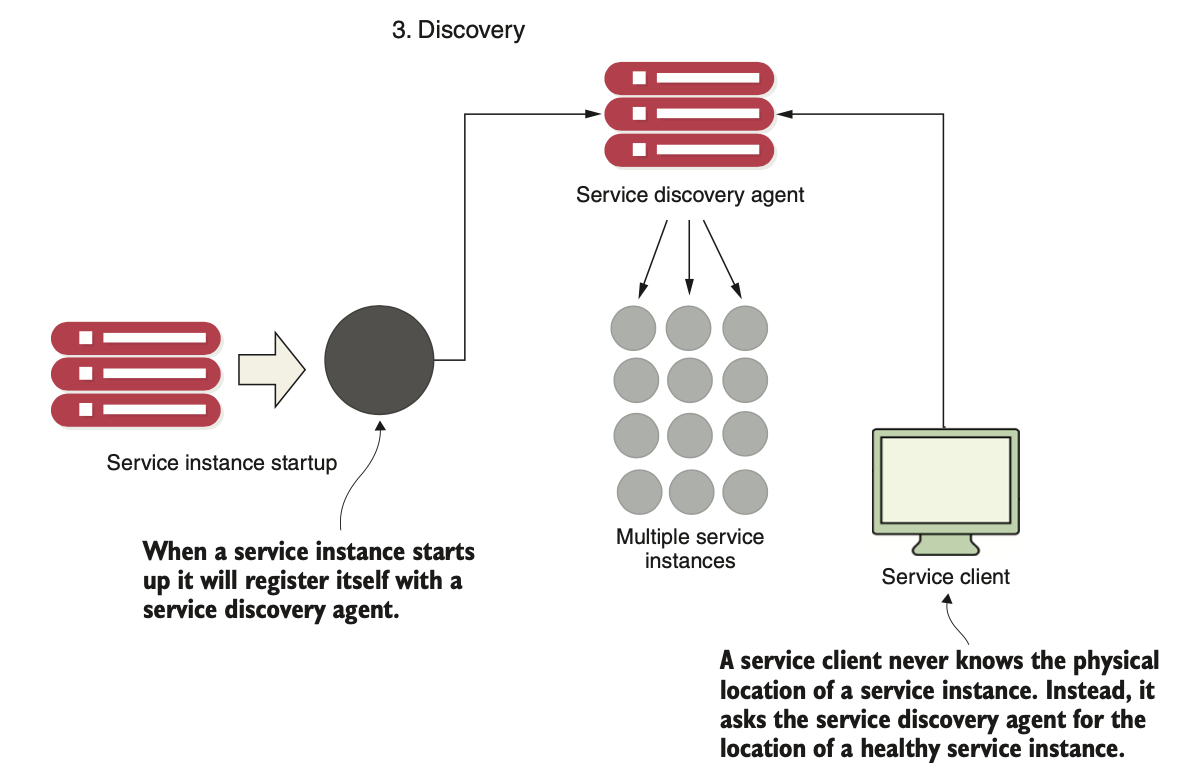 3. Discovery
Service discovery agent
Service instance startup
When a service instance starts
up it will register itself with a
service discovery agent.
Multiple service
instances
Service client
A service client never knows the physical
location of a service instance. Instead, it
asks the service discovery agent for the
location of a healthy service instance.